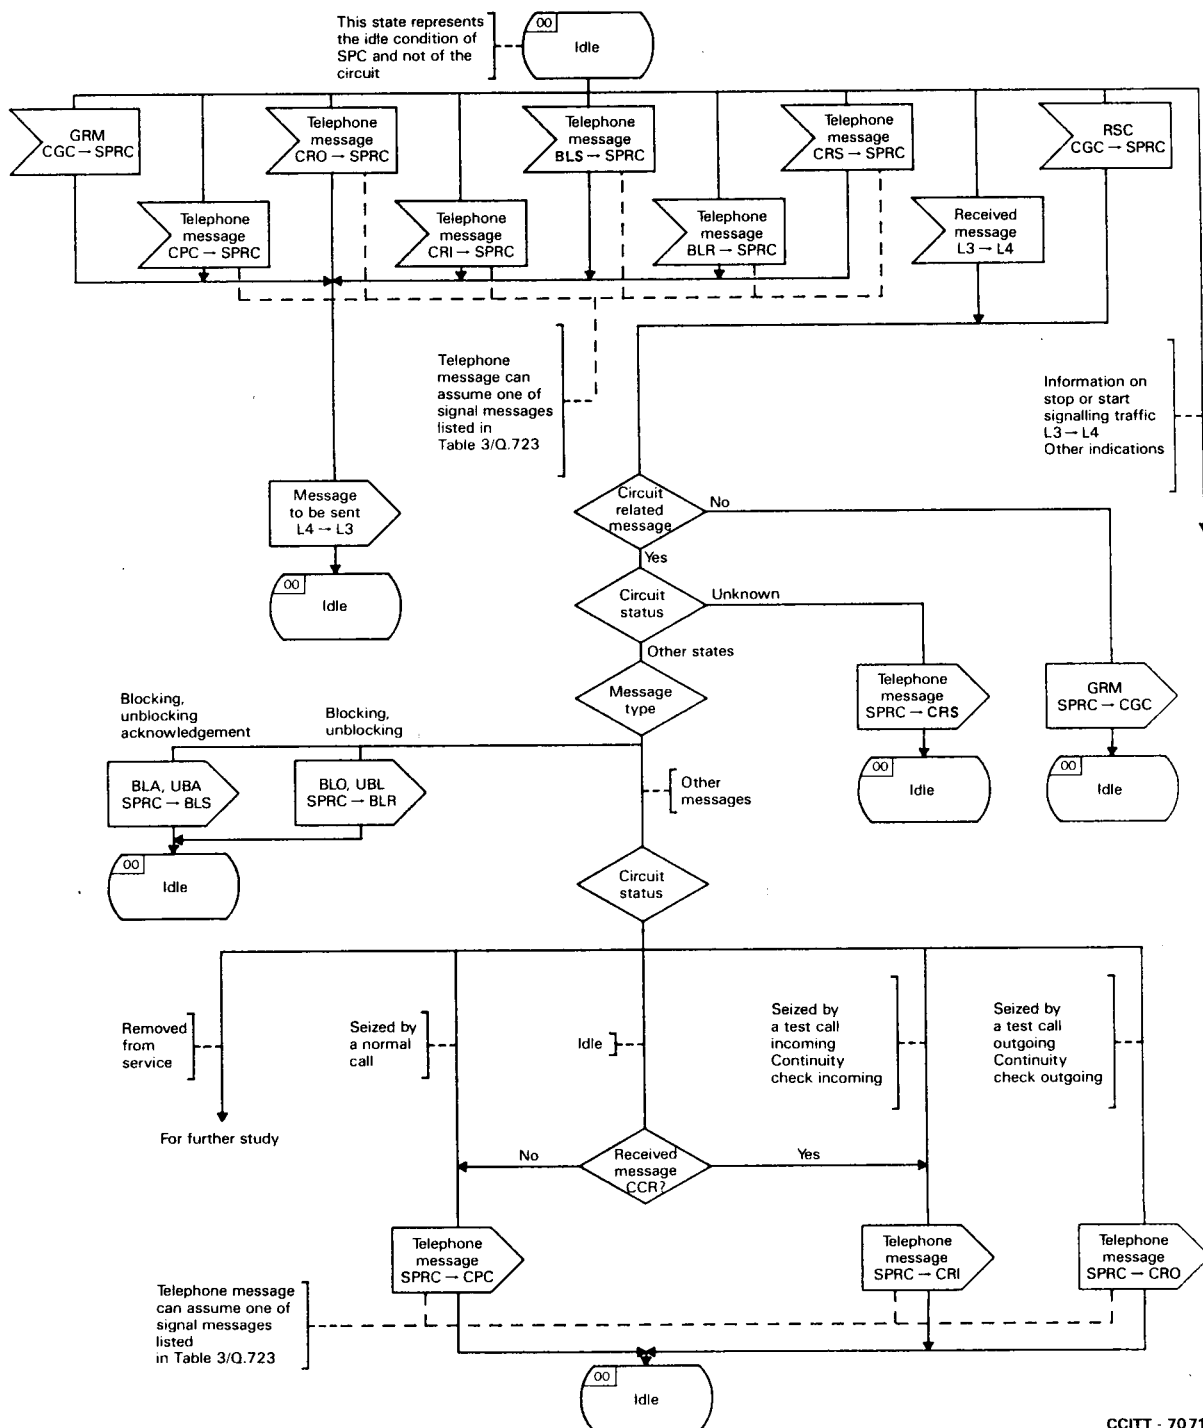 This state represents
the idle condition of
SPC and not of the
circuit
00
Idle
GRM
CGC → SPRC
Telephone
message
CRO → SPRC
Telephone
message
BLS → SPRC
Telephone
message
CRS → SPRC
RSC
CGC → SPRC
Telephone
message
CPC → SPRC
Telephone
message
CRI → SPRC
Telephone
message
BLR → SPRC
Received
message
L3 → L4
Telephone
message can
assume one of
signal messages
listed in
Table 3/Q.723
Information on
stop or start
signalling traffic
L3 → L4
Other indications
Message
to be sent
L4 → L3
00
Idle
Circuit
related
message
No
Yes
Circuit
status
Unknown
Other states
Message
type
Telephone
message
SPRC → CRS
GRM
SPRC → CGC
00
Idle
00
Idle
Blocking,
unblocking
acknowledgement
Blocking,
unblocking
BLA, UBA
SPRC → BLS
BLO, UBL
SPRC → BLR
Other
messages
00
Idle
Circuit
status
Removed
from
service
Seized by
a normal
call
Idle
Seized by
a test call
incoming
Continuity
check incoming
Seized by
a test call
outgoing
Continuity
check outgoing
For further study
No
Received
message
CCR?
Yes
Telephone
message
SPRC → CPC
Telephone
message
SPRC → CRI
Telephone
message
SPRC → CRO
Telephone message
can assume one of
signal messages
listed
in Table 3/Q.723
00
Idle